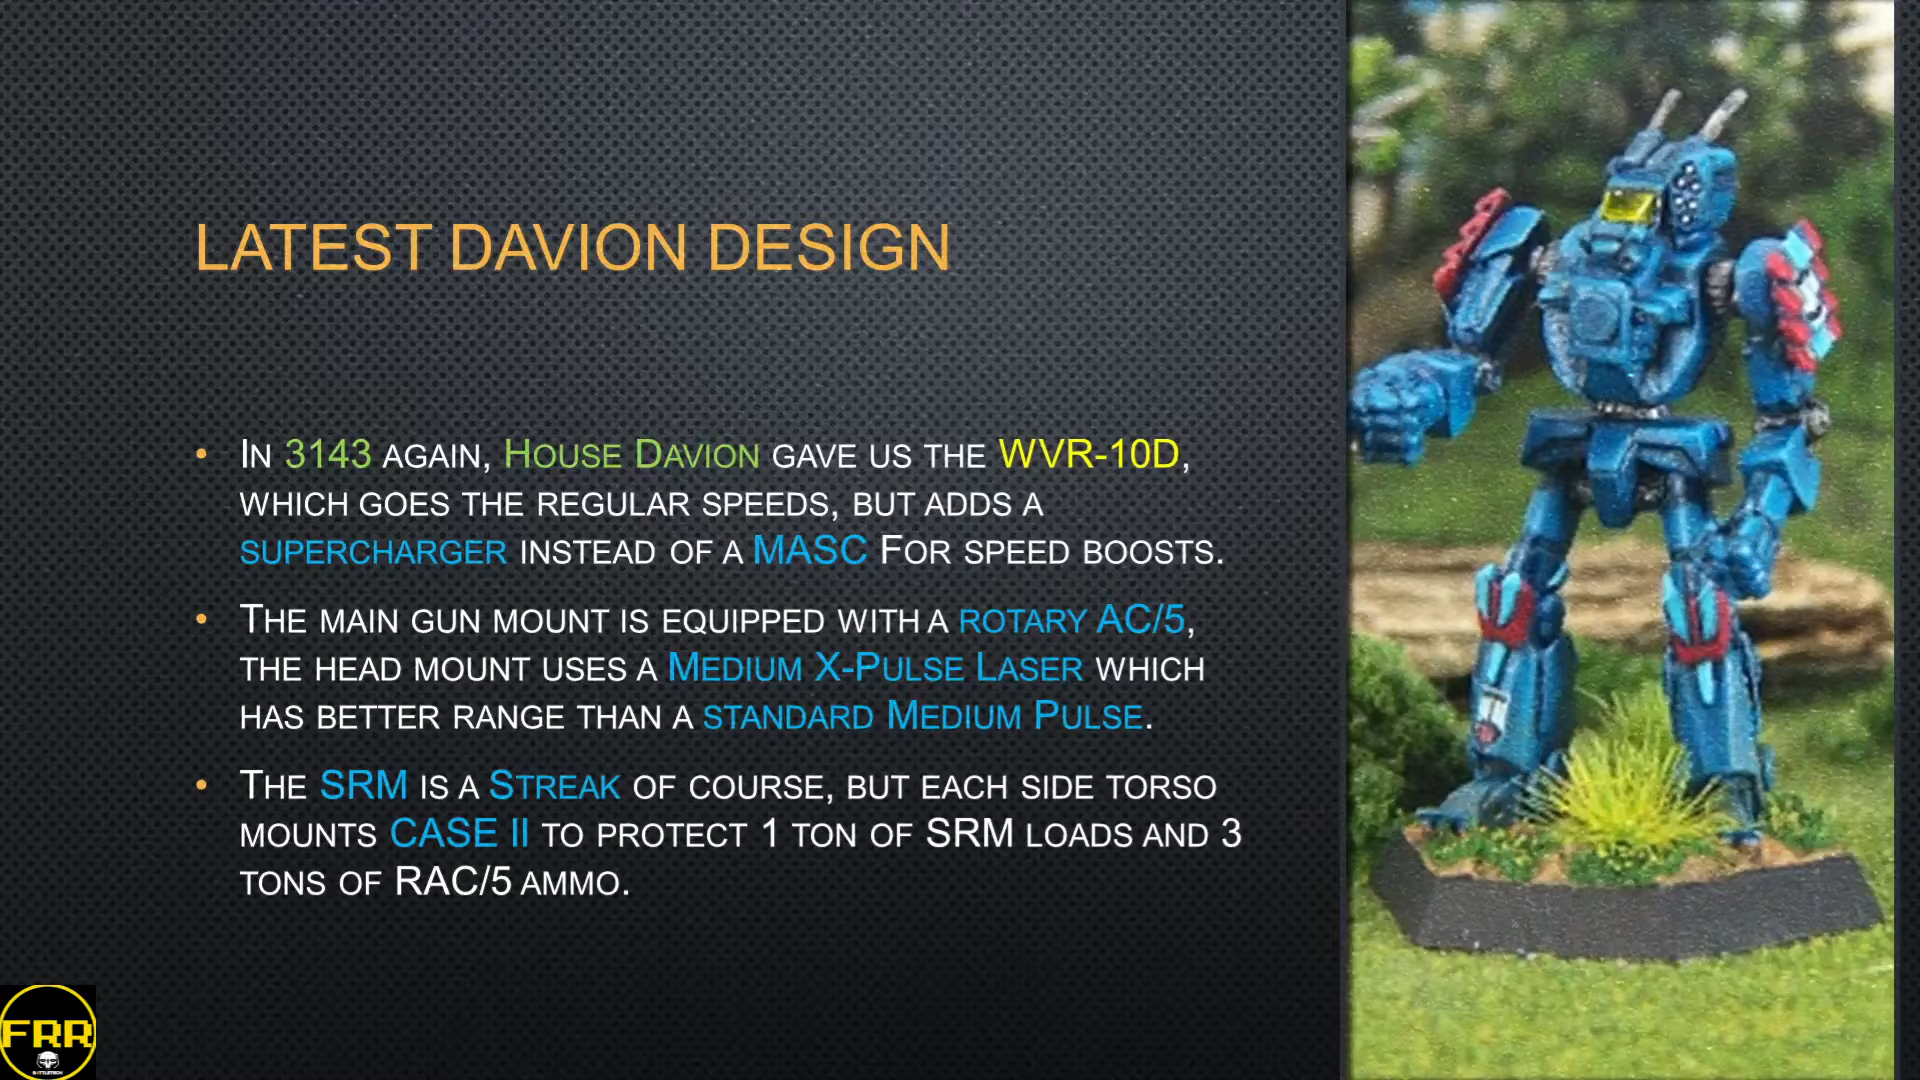 LATEST DAVION DESIGN
• IN 3143 AGAIN, HOUSE DAVION GAVE US THE WVR-10D,
WHICH GOES THE REGULAR SPEEDS, BUT ADDS A
SUPERCHARGER INSTEAD OF A MASC FOR SPEED BOOSTS.
• THE MAIN GUN MOUNT IS EQUIPPED WITH A ROTARY AC/5,
THE HEAD MOUNT USES A MEDIUM X-PULSE LASER WHICH
HAS BETTER RANGE THAN A STANDARD MEDIUM PULSE.
• THE SRM IS A STREAK OF COURSE, BUT EACH SIDE TORSO
MOUNTS CASE II TO PROTECT 1 TON OF SRM LOADS AND 3
TONS OF RAC/5 AMMO.
FRR
BATTLETECH